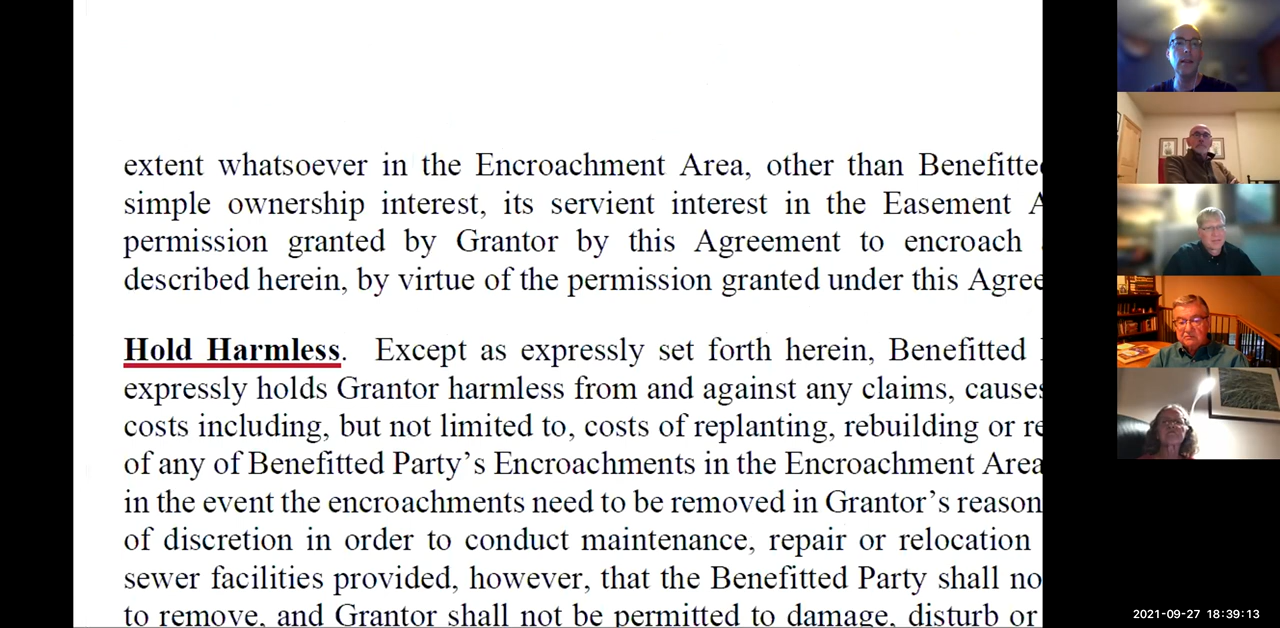 extent whatsoever in the Encroachment Area, other than Benefitted
simple ownership interest, its servient interest in the Easement
permission granted by Grantor by this Agreement to encroach
described herein, by virtue of the permission granted under this Agree
Hold Harmless. Except as expressly set forth herein, Benefitted
expressly holds Grantor harmless from and against any claims, causes
costs including, but not limited to, costs of replanting, rebuilding or re
of any of Benefitted Party's Encroachments in the Encroachment Area
in the event the encroachments need to be removed in Grantor's reason
of discretion in order to conduct maintenance, repair or relocation
sewer facilities provided, however, that the Benefitted Party shall no
to remove, and Grantor shall not be permitted to damage, disturb or
2021-09-27 18:39:13